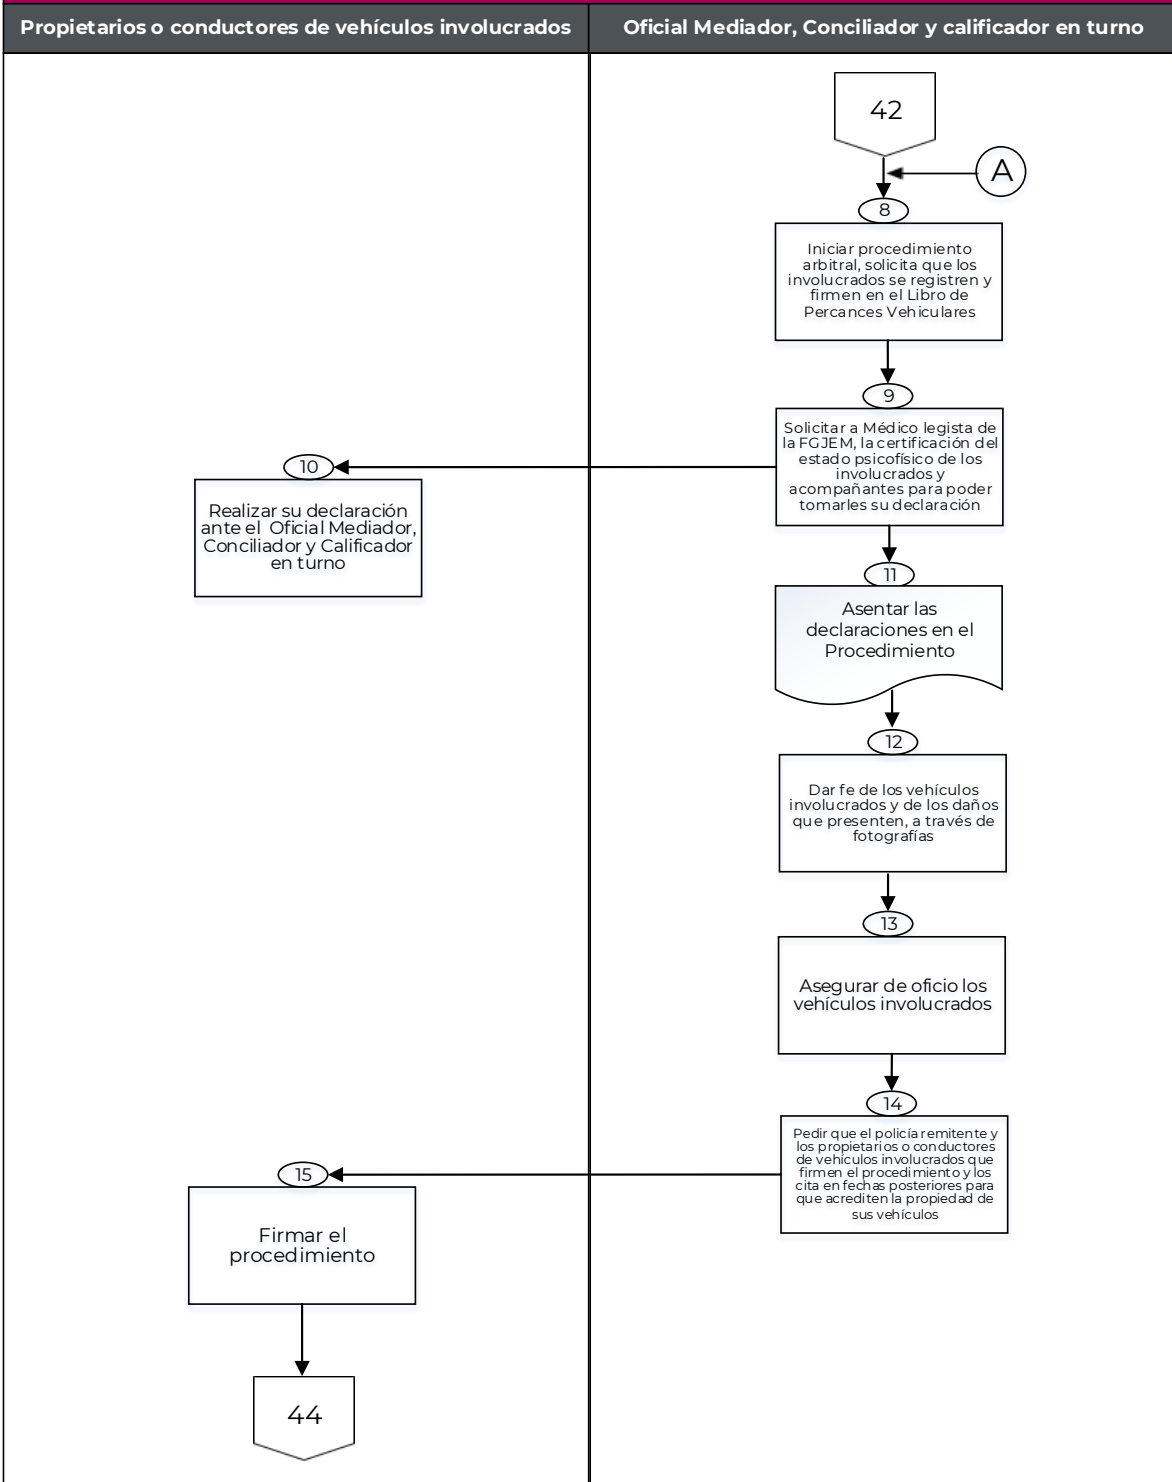 Propietarios o conductores de vehículos involucrados
Oficial Mediador, Conciliador y calificador en turno
42
A
8
Iniciar procedimiento
arbitral, solicita que los
involucrados se registren y
firmen en el Libro de
Percances Vehiculares
9
Solicitar a Médico legista de
la FGJEM, la certificación del
estado psicofísico de los
involucrados y
acompañantes para poder
tomarles su declaración
10
Realizar su declaración
ante el Oficial Mediador,
Conciliador y Calificador
en turno
11
Asentar las
declaraciones en el
Procedimiento
12
Dar fe de los vehículos
involucrados y de los daños
que presenten, a través de
fotografías
13
Asegurar de oficio los
vehículos involucrados
14
Pedir que el policía remitente y
los propietarios o conductores
de vehículos involucrados que
firmen el procedimiento y los
cita en fechas posteriores para
que acrediten la propiedad de
sus vehículos
15
Firmar el
procedimiento
44